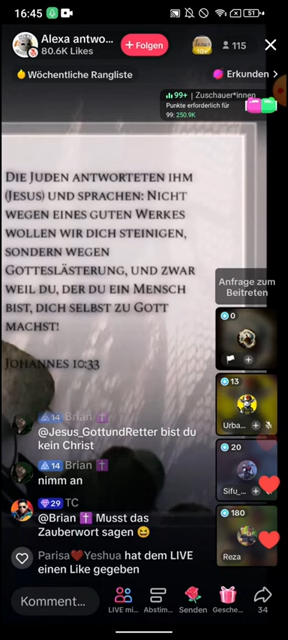 16:45
51
Alexa antwo...
80.6K Likes
+ Folgen
115
Wöchentliche Rangliste
Erkunden >
99+ | Zuschauer*innen
Punkte erforderlich für
99: 250.9K
Die Juden antworteten ihm
(Jesus) und sprachen: Nicht
wegen eines guten Werkes
wollen wir dich steinigen,
sondern wegen
Gotteslästerung, und zwar
weil du, der du ein Mensch
bist, dich selbst zu Gott
machst!
Johannes 10:33
Anfrage zum
Beitreten
0
13
Urba...
20
Sifu_...
180
Reza
14 Brian ✝️
@Jesus_GottundRetter bist du
kein Christ
14 Brian ✝️
nimm an
29 TC
@Brian ✝️ Musst das
Zauberwort sagen 😆
Parisa❤️Yeshua hat dem LIVE
einen Like gegeben
Komment...
LIVE mi...
Abstim...
Senden
Gesche...
34